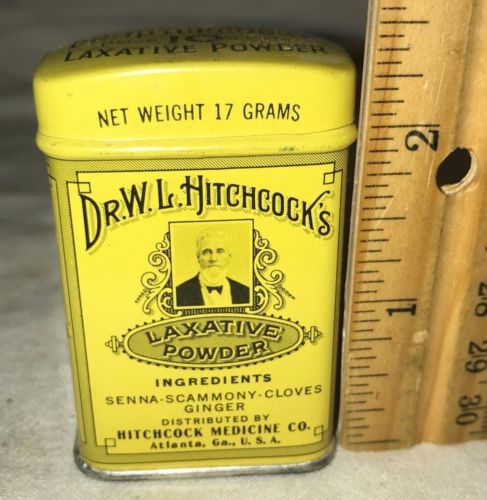 LAXATIVE POWDER
NET WEIGHT 17 GRAMS
DR. W. L. HITCHCOCK'S
LAXATIVE
POWDER
INGREDIENTS
SENNA-SCAMMONY-CLOVES
GINGER
DISTRIBUTED BY
HITCHCOCK MEDICINE CO.
Atlanta, Ga., U. S. A.
2
1
28
29
30